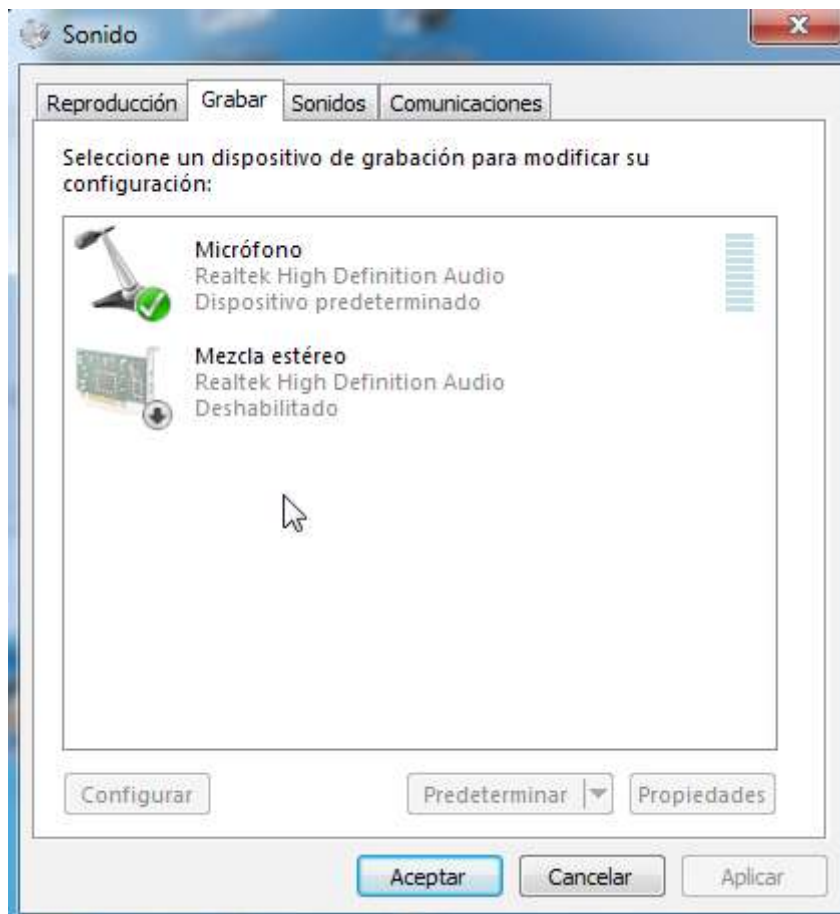 Sonido
Reproducción Grabar Sonidos Comunicaciones
Seleccione un dispositivo de grabación para modificar su
configuración:
Micrófono
Realtek High Definition Audio
Dispositivo predeterminado
Mezcla estéreo
Realtek High Definition Audio
Deshabilitado
Configurar Predeterminar Propiedades
Aceptar Cancelar Aplicar